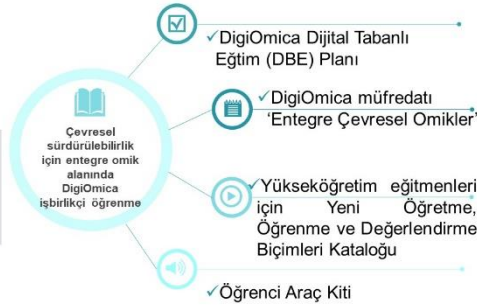 Çevresel
sürdürülebilirlik
için entegre omik
alanında
DigiOmica
işbirlikçi öğrenme
✓DigiOmica Dijital Tabanlı
Eğtim (DBE) Planı
✓DigiOmica müfredatı
‘Entegre Çevresel Omikler’
✓Yükseköğretim eğitmenleri
için Yeni Öğretme,
Öğrenme ve Değerlendirme
Biçimleri Kataloğu
✓Öğrenci Araç Kiti